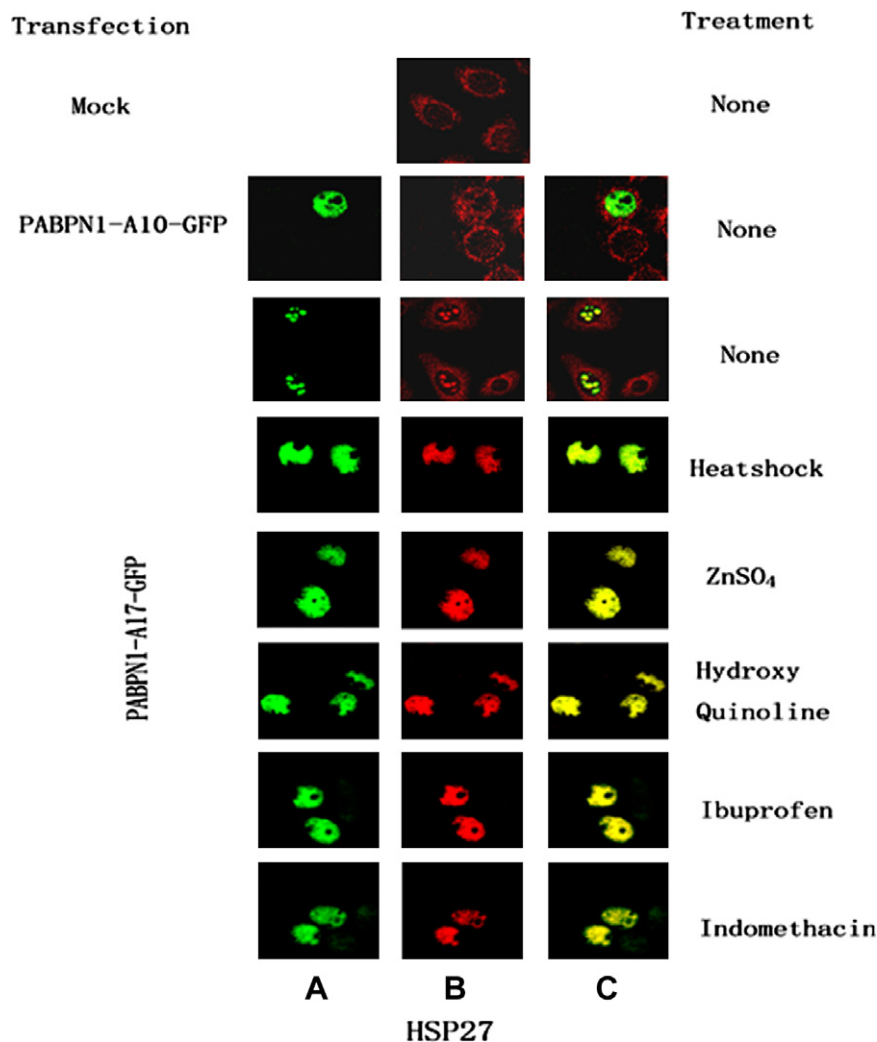 Transfection
Treatment
Mock
None
PABPN1-A10-GFP
None
None
Heatshock
PABPN1-A17-GFP
ZnSO₄
Hydroxy
Quinoline
Ibuprofen
Indomethacin
A B C
HSP27